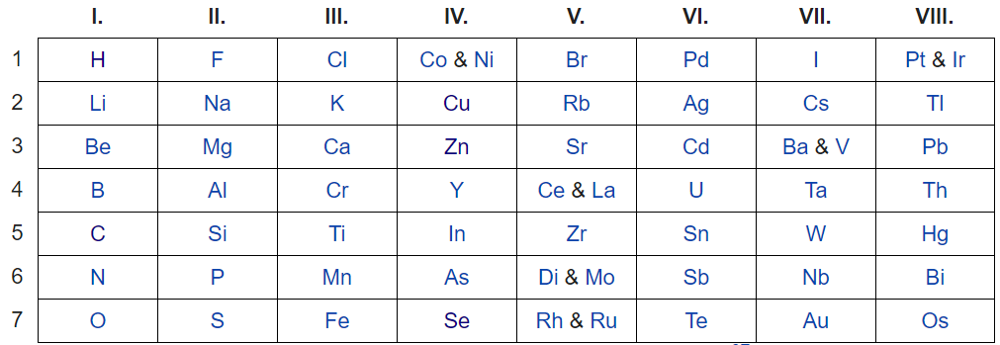 I. II. III. IV. V. VI. VII. VIII.
1 H F Cl Co & Ni Br Pd I Pt & Ir
2 Li Na K Cu Rb Ag Cs Tl
3 Be Mg Ca Zn Sr Cd Ba & V Pb
4 B Al Cr Y Ce & La U Ta Th
5 C Si Ti In Zr Sn W Hg
6 N P Mn As Di & Mo Sb Nb Bi
7 O S Fe Se Rh & Ru Te Au Os